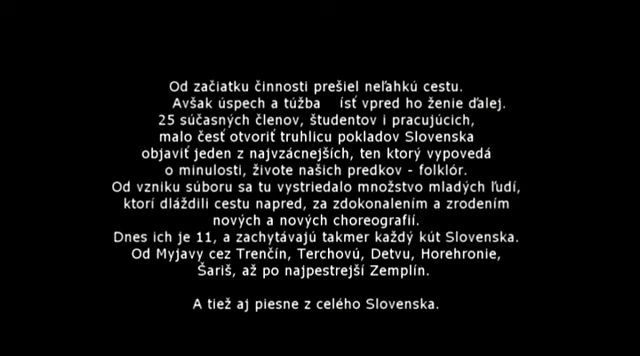 Od začiatku činnosti prešiel neľahkú cestu.
Avšak úspech a túžba ísť vpred ho ženie ďalej.
25 súčasných členov, študentov i pracujúcich,
malo česť otvoriť truhlicu pokladov Slovenska
objaviť jeden z najvzácnejších, ten ktorý vypovedá
o minulosti, živote našich predkov - folklór.
Od vzniku súboru sa tu vystriedalo množstvo mladých ľudí,
ktorí dláždili cestu napred, za zdokonalením a zrodením
nových a nových choreografií.
Dnes ich je 11, a zachytávajú takmer každý kút Slovenska.
Od Myjavy cez Trenčín, Terchovú, Detvu, Horehronie,
Šariš, až po najpestrejší Zemplín.
A tiež aj piesne z celého Slovenska.